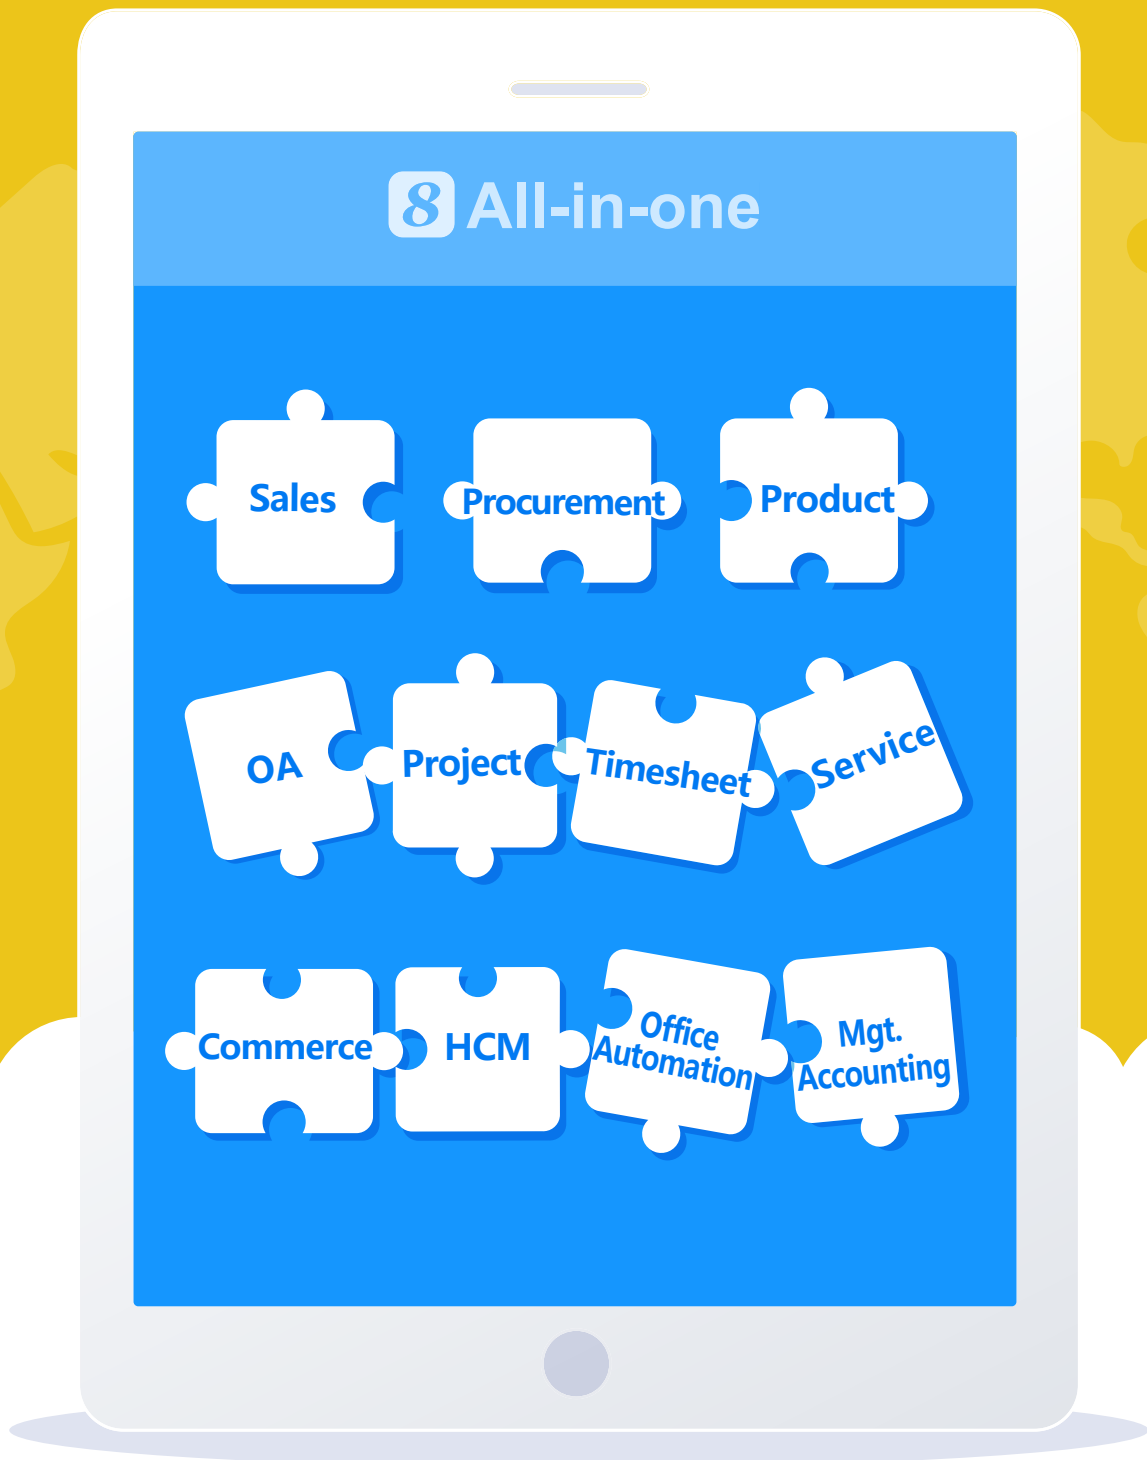 8 All-in-one
Sales
Procurement
Product
OA
Project
Timesheet
Service
Commerce
HCM
Office
Automation
Mgt.
Accounting